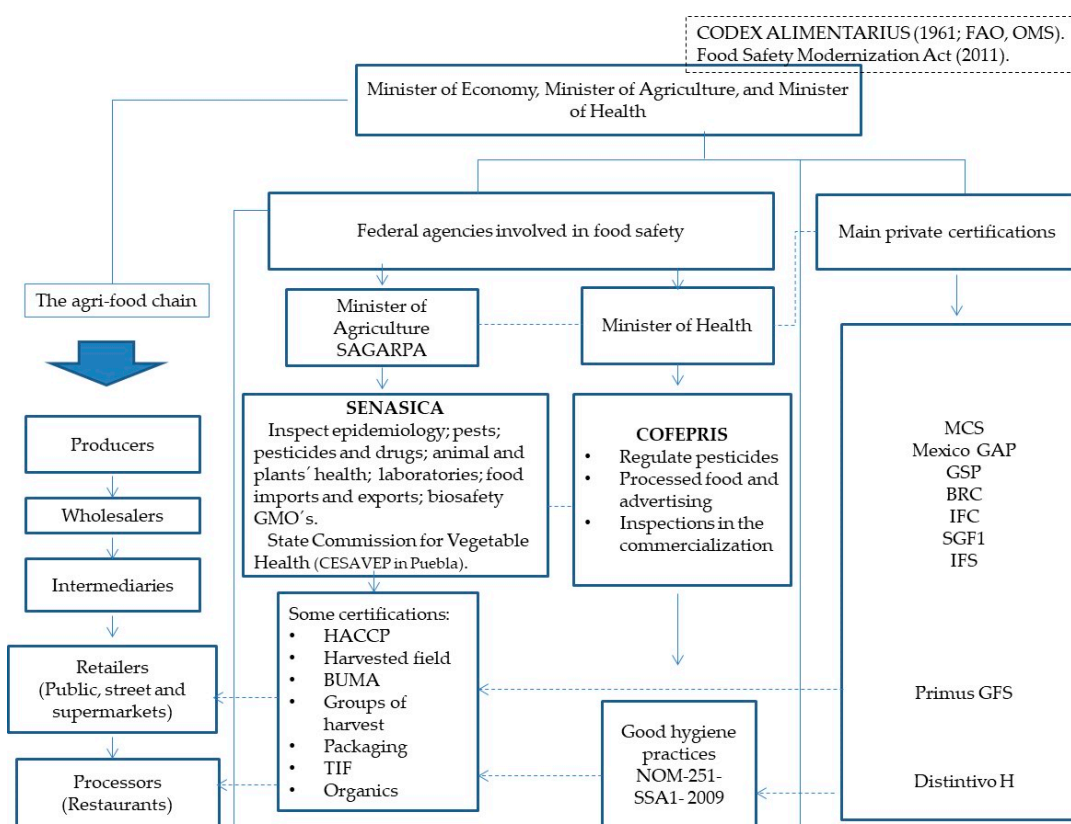 CODEX ALIMENTARIUS (1961; FAO, OMS).
Food Safety Modernization Act (2011).
Minister of Economy, Minister of Agriculture, and Minister
of Health
Federal agencies involved in food safety
Main private certifications
The agri-food chain
Minister of
Agriculture
SAGARPA
Minister of Health
Producers
Wholesalers
Intermediaries
Retailers
(Public, street and
supermarkets)
Processors
(Restaurants)
SENASICA
Inspect epidemiology; pests;
pesticides and drugs; animal and
plants´ health; laboratories; food
imports and exports; biosafety
GMO´s.
State Commission for Vegetable
Health (CESAVEP in Puebla).
COFEPRIS
• Regulate pesticides
• Processed food and
advertising
• Inspections in the
commercialization
Some certifications:
• HACCP
• Harvested field
• BUMA
• Groups of
harvest
• Packaging
• TIF
• Organics
Good hygiene
practices
NOM-251-
SSA1- 2009
MCS
Mexico GAP
GSP
BRC
IFC
SGF1
IFS
Primus GFS
Distintivo H